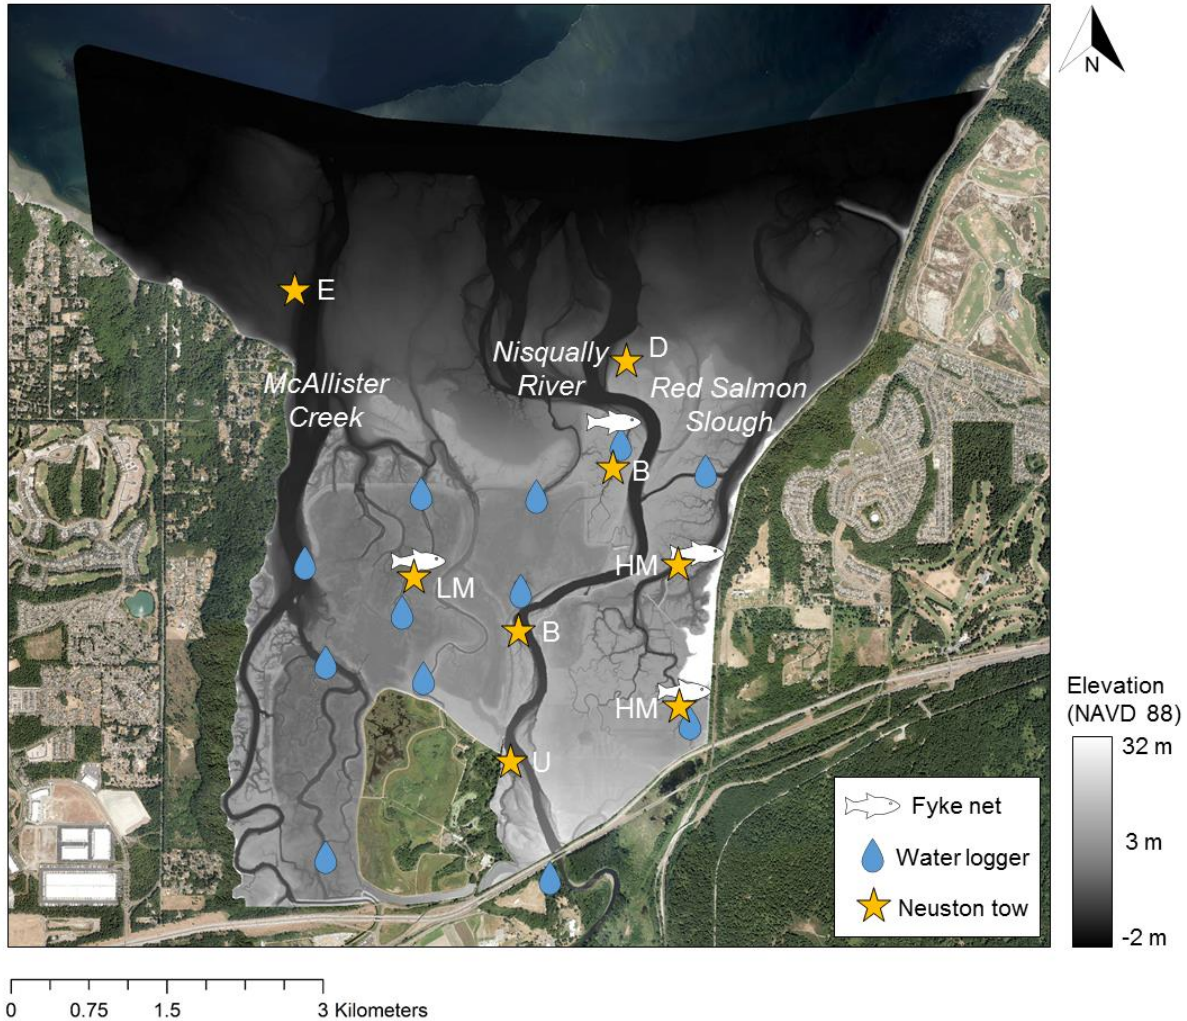 N
E
D
Nisqually
River
McAllister
Creek
Red Salmon
Slough
B
HM
LM
B
HM
U
Elevation
(NAVD 88)
32 m
3 m
-2 m
Fyke net
Water logger
Neuston tow
0 0.75 1.5 3 Kilometers